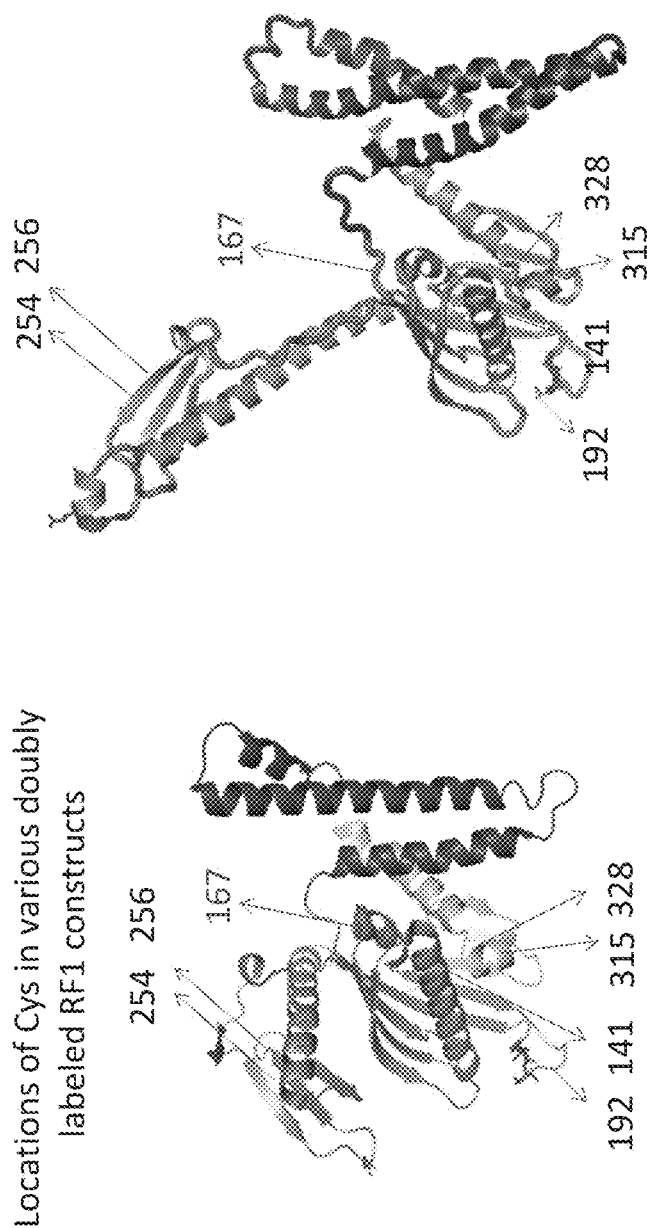 Locations of Cys in various doubly
labeled RF1 constructs
254 256
167
192 141 315 328
254 256
167
192
141
315
328